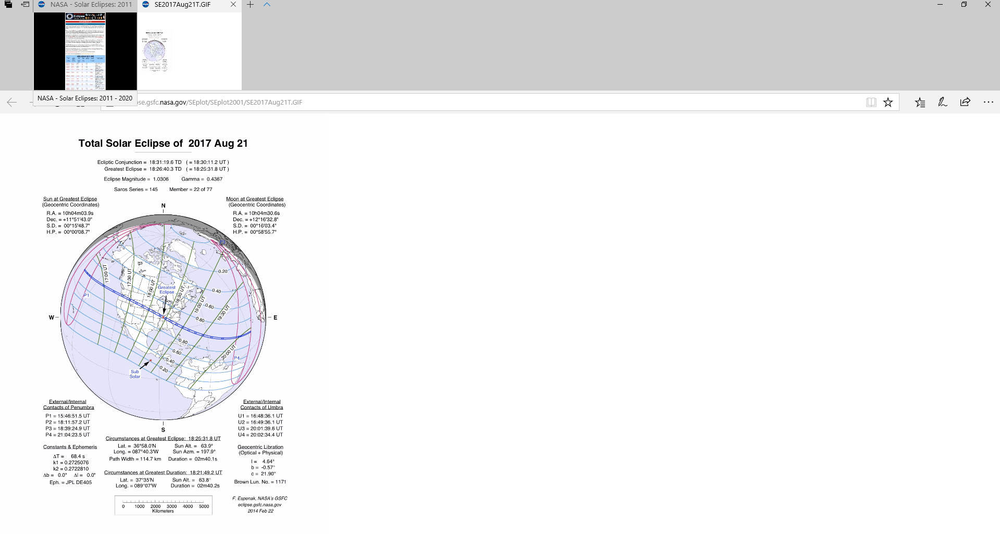 NASA - Solar Eclipses: 2011
SE2017Aug21T.GIF
Eclipse
NASA - Solar Eclipses: 2011 - 2020
se.gsfc.nasa.gov/SEplot/SEplot2001/SE2017Aug21T.GIF
Total Solar Eclipse of 2017 Aug 21
Ecliptic Conjunction = 18:31:19.6 TD ( = 18:30:11.2 UT )
Greatest Eclipse = 18:26:40.3 TD ( = 18:25:31.8 UT )
Eclipse Magnitude = 1.0306 Gamma = 0.4367
Saros Series = 145 Member = 22 of 77
Sun at Greatest Eclipse
(Geocentric Coordinates)
R.A. = 10h04m03.9s
Dec. = +11°51'43.0"
S.D. = 00°15'48.7"
H.P. = 00°00'08.7"
Moon at Greatest Eclipse
(Geocentric Coordinates)
R.A. = 10h04m30.6s
Dec. = +12°16'32.8"
S.D. = 00°16'03.4"
H.P. = 00°58'55.7"
N
P3
0.20
17:00 UT
17:30 UT
18:00 UT
Greatest
Eclipse
18:30 UT
0.40
19:00 UT
0.60
19:30 UT
0.80
P1
W
E
0.80
0.60
0.40
0.20
20:00 UT
P4
Sub
Solar
S
External/Internal
Contacts of Penumbra
P1 = 15:46:51.5 UT
P2 = 18:11:57.2 UT
P3 = 18:39:24.9 UT
P4 = 21:04:23.5 UT
External/Internal
Contacts of Umbra
U1 = 16:48:36.1 UT
U2 = 16:49:36.1 UT
U3 = 20:01:39.6 UT
U4 = 20:02:34.4 UT
Circumstances at Greatest Eclipse: 18:25:31.8 UT
Lat. = 36°58.0'N Sun Alt. = 63.9°
Long. = 087°40.3'W Sun Azm. = 197.9°
Path Width = 114.7 km Duration = 02m40.1s
Circumstances at Greatest Duration: 18:21:49.2 UT
Lat. = 37°35'N Sun Alt. = 63.8°
Long. = 089°07'W Duration = 02m40.2s
Constants & Ephemeris
ΔT = 68.4 s
k1 = 0.2725076
k2 = 0.2722810
Δb = 0.0" Δl = 0.0"
Eph. = JPL DE405
Geocentric Libration
(Optical + Physical)
l = 4.64°
b = -0.57°
c = 21.90°
Brown Lun. No. = 1171
0 1000 2000 3000 4000 5000
Kilometers
F. Espenak, NASA's GSFC
eclipse.gsfc.nasa.gov
2014 Feb 22